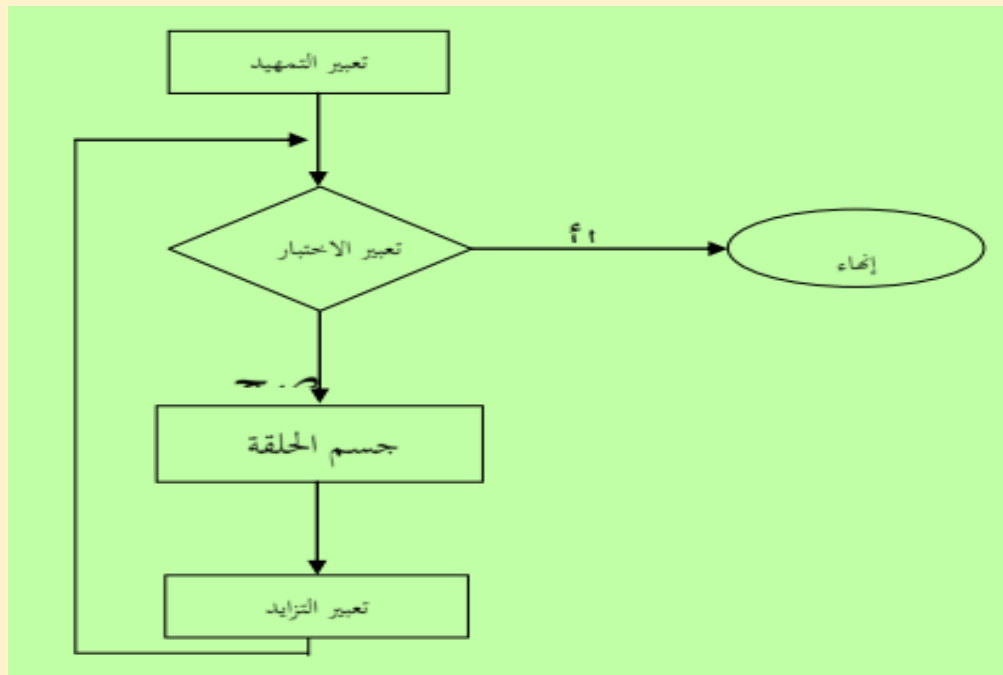 تعبير التمهيد
تعبير الاختبار
إنهاء
جسم الحلقة
تعبير التزايد